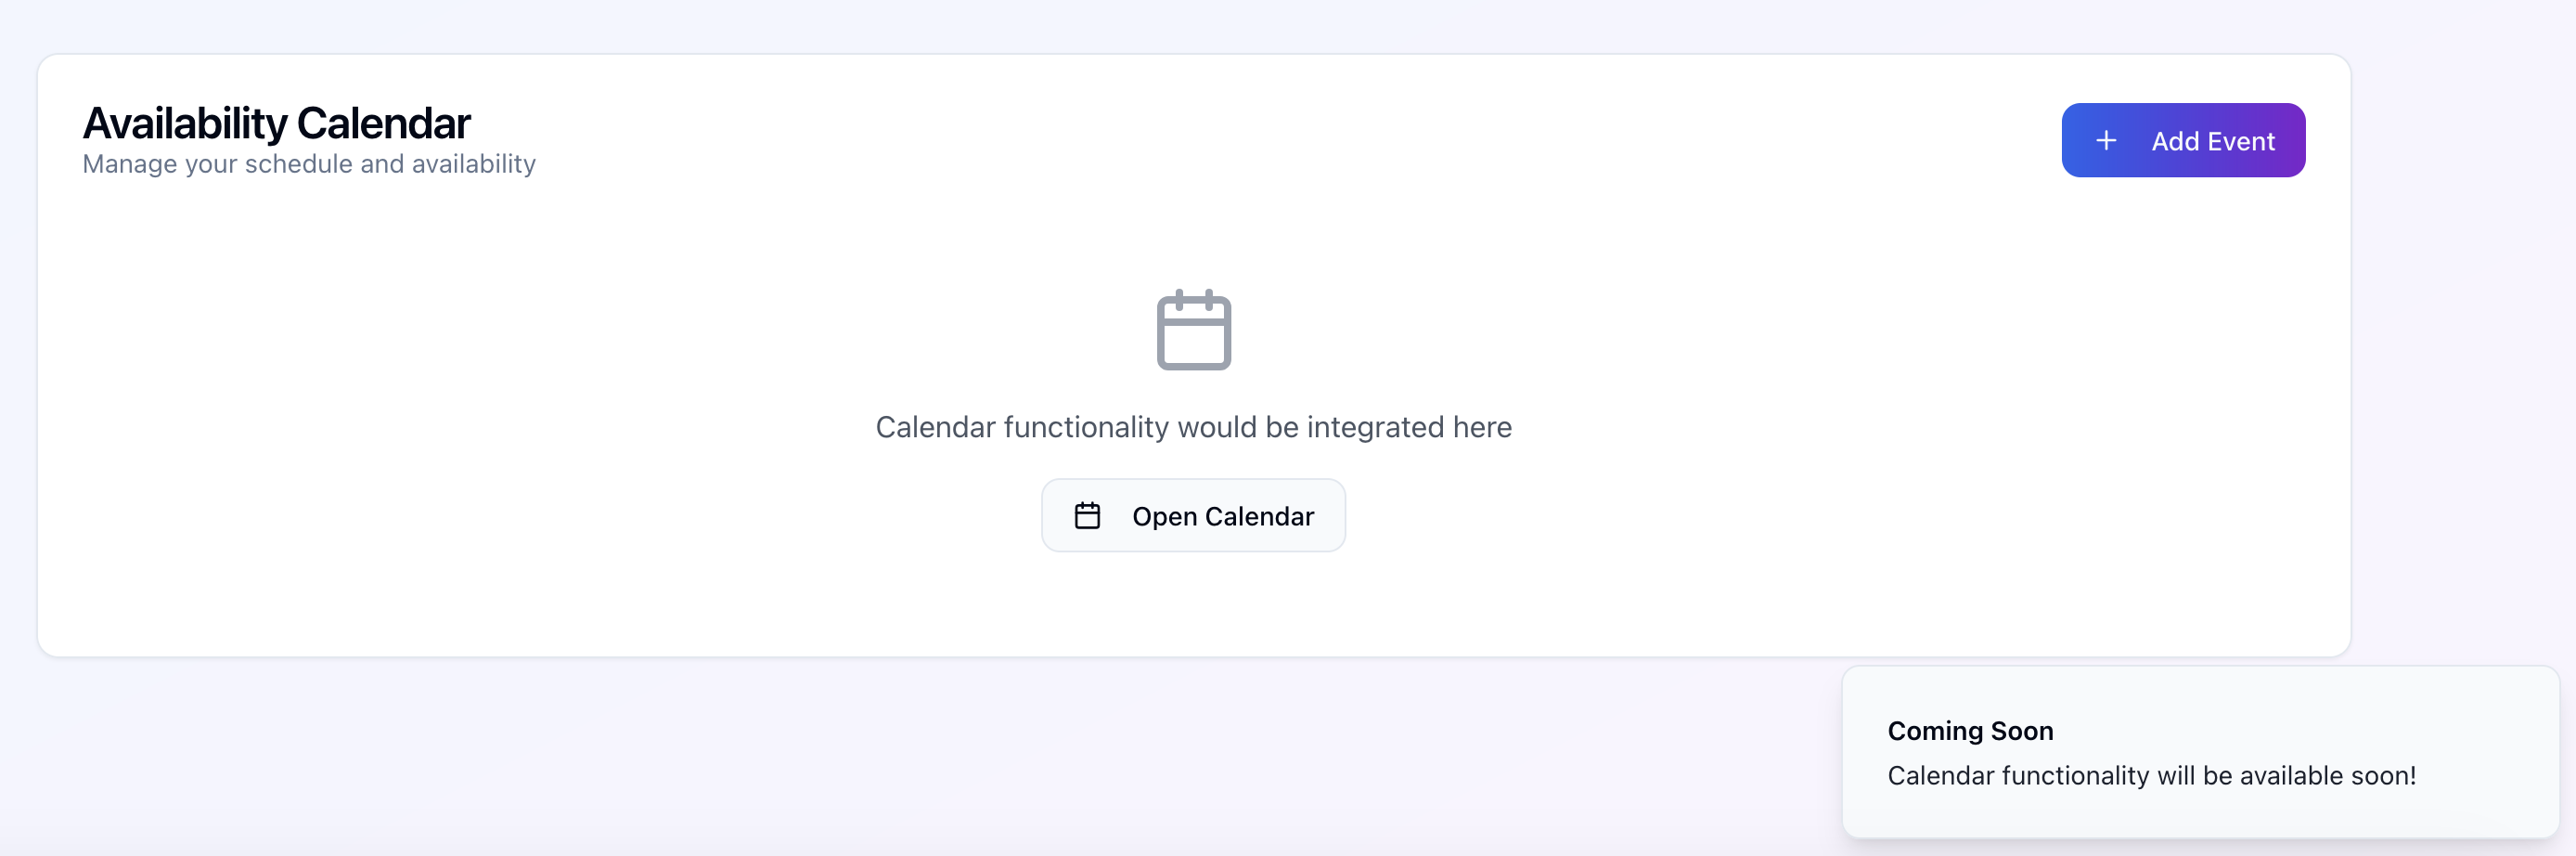 Availability Calendar
Manage your schedule and availability
Add Event
Calendar functionality would be integrated here
Open Calendar
Coming Soon
Calendar functionality will be available soon!